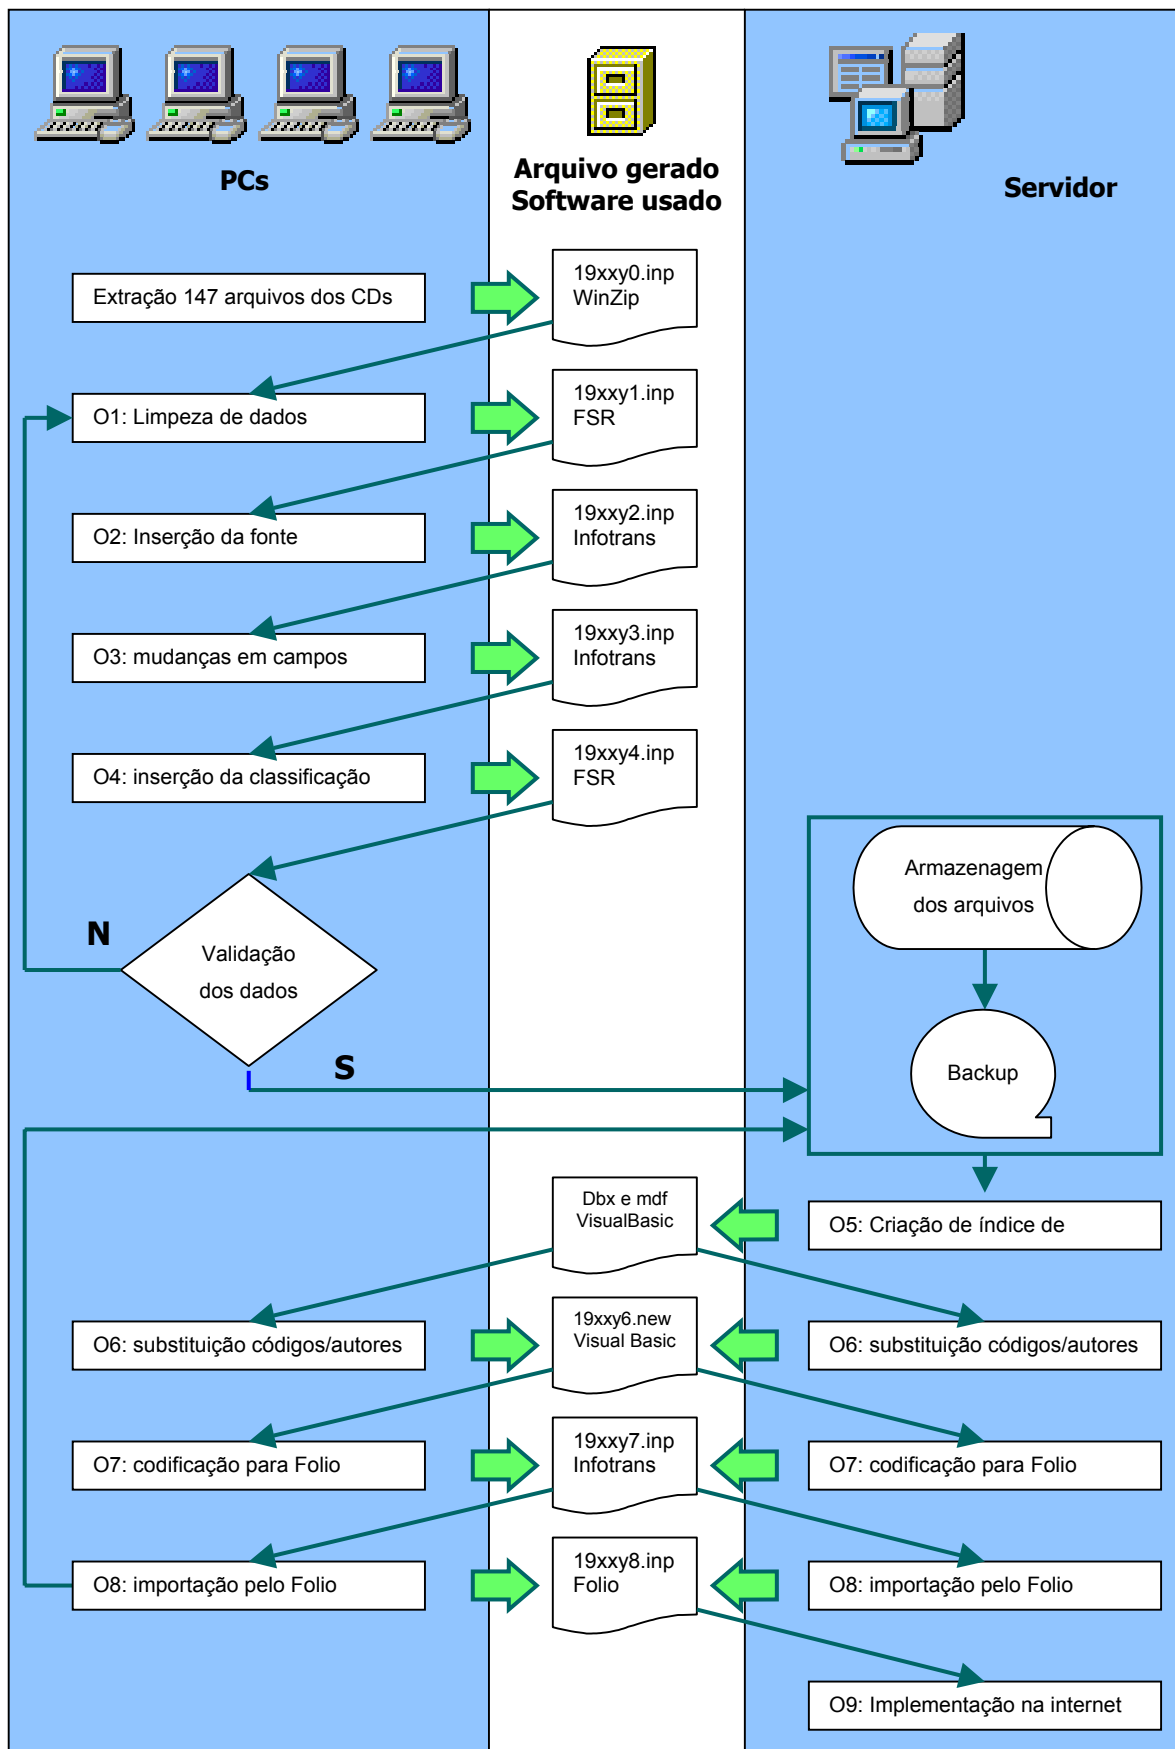 PCs
Arquivo gerado
Software usado
Servidor
Extração 147 arquivos dos CDs
19xxy0.inp
WinZip
O1: Limpeza de dados
19xxy1.inp
FSR
O2: Inserção da fonte
19xxy2.inp
Infotrans
O3: mudanças em campos
19xxy3.inp
Infotrans
O4: inserção da classificação
19xxy4.inp
FSR
Armazenagem
dos arquivos
N
Validação
dos dados
S
Backup
Dbx e mdf
VisualBasic
O5: Criação de índice de
O6: substituição códigos/autores
19xxy6.new
Visual Basic
O6: substituição códigos/autores
O7: codificação para Folio
19xxy7.inp
Infotrans
O7: codificação para Folio
O8: importação pelo Folio
19xxy8.inp
Folio
O8: importação pelo Folio
O9: Implementação na internet